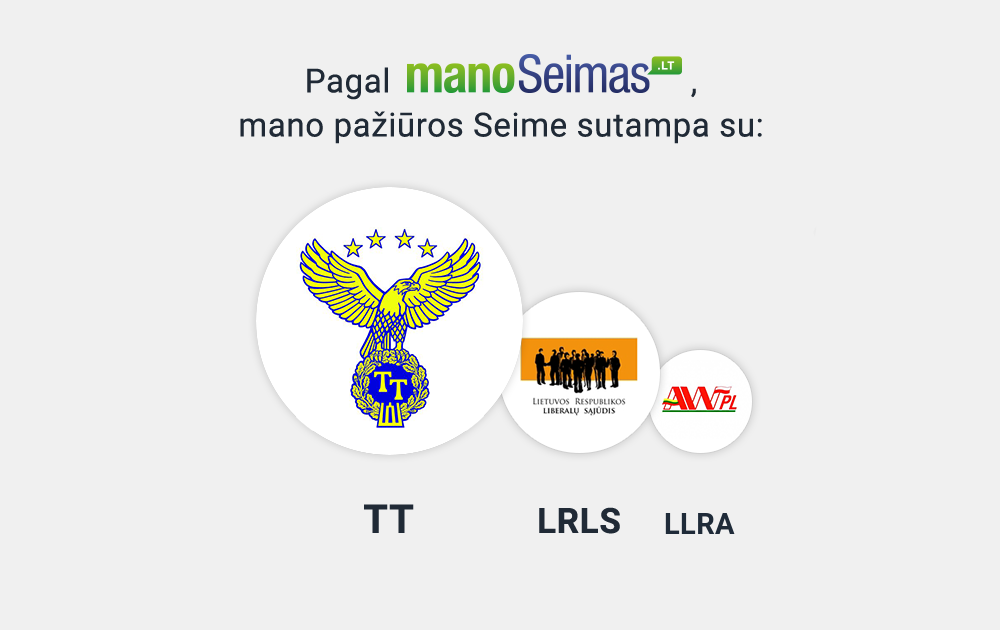 Pagal manoSeimas.LT,
mano pažiūros Seime sutampa su:
TT
LIETUVOS RESPUBLIKOS
LIBERALŲ SĄJŪDIS
AWPL
TT
LRLS
LLRA